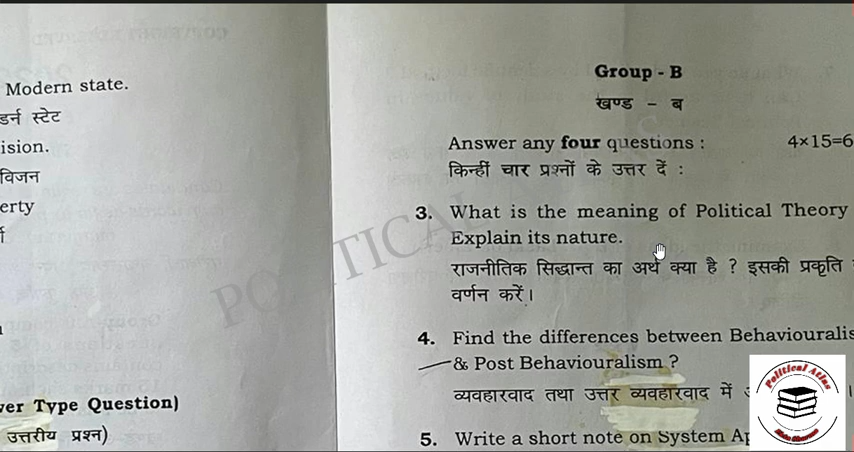 Modern state.
डर्न स्टेट
ision.
विजन
erty
wer Type Question)
उत्तरीय प्रश्न)
Group - B
खण्ड - ब
Answer any four questions : 4×15=6
किन्हीं चार प्रश्नों के उत्तर दें :
3. What is the meaning of Political Theory
Explain its nature.
राजनीतिक सिद्धान्त का अर्थ क्या है ? इसकी प्रकृति
वर्णन करें।
4. Find the differences between Behaviouralis
& Post Behaviouralism ?
व्यवहारवाद तथा उत्तर व्यवहारवाद में
5. Write a short note on System Ap
POLITICAL
Political Atlas